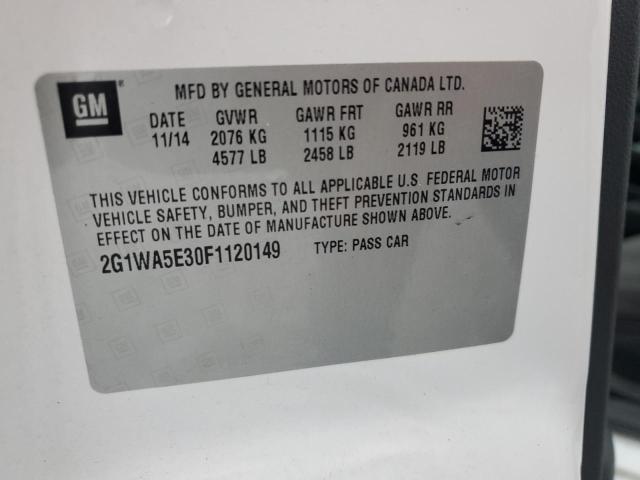 GM
MFD BY GENERAL MOTORS OF CANADA LTD.
DATE GVWR GAWR FRT GAWR RR
11/14 2076 KG 1115 KG 961 KG
4577 LB 2458 LB 2119 LB
THIS VEHICLE CONFORMS TO ALL APPLICABLE U.S FEDERAL MOTOR
VEHICLE SAFETY, BUMPER, AND THEFT PREVENTION STANDARDS IN
EFFECT ON THE DATE OF MANUFACTURE SHOWN ABOVE.
2G1WA5E30F1120149 TYPE: PASS CAR